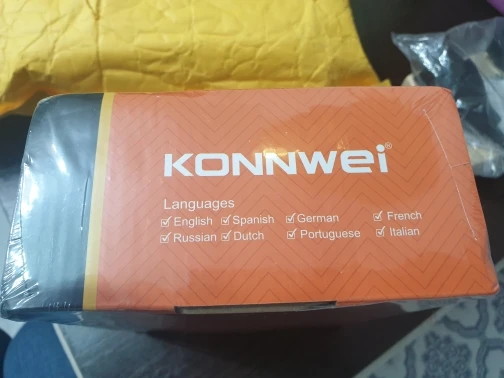 KONNWEI®
Languages
☑ English ☑ Spanish ☑ German ☑ French
☑ Russian ☑ Dutch ☑ Portuguese ☑ Italian